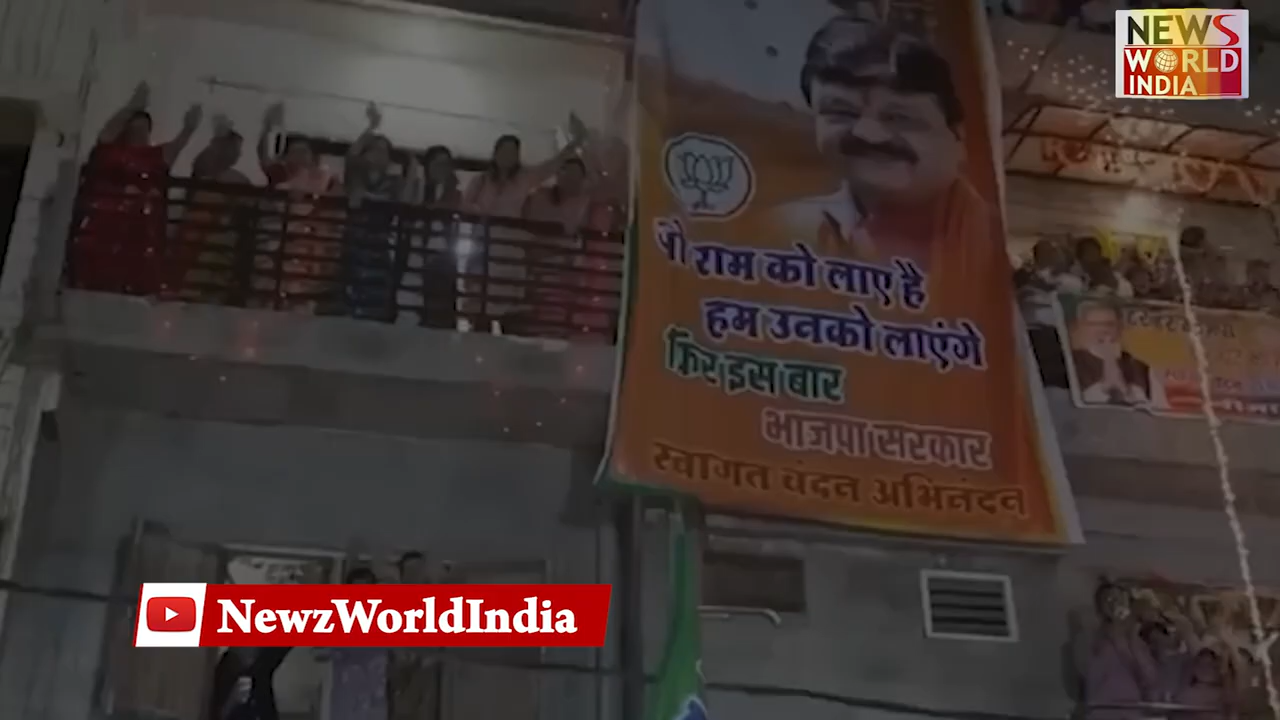 NEWS
WORLD
INDIA
जो राम को लाए है
हम उनको लाएंगे
फ़िर इस बार
भाजपा सरकार
स्वागत वंदन अभिनंदन
NewzWorldIndia